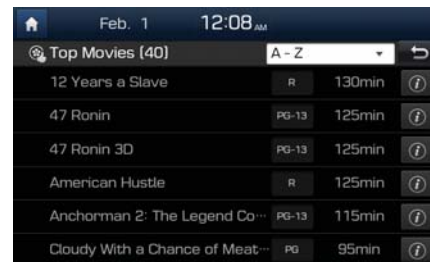 Feb. 1 12:08 AM
Top Movies (40) A - Z
12 Years a Slave R 130min
47 Ronin PG-13 125min
47 Ronin 3D PG-13 125min
American Hustle R 125min
Anchorman 2: The Legend Co··· PG-13 115min
Cloudy With a Chance of Meat··· PG 95min